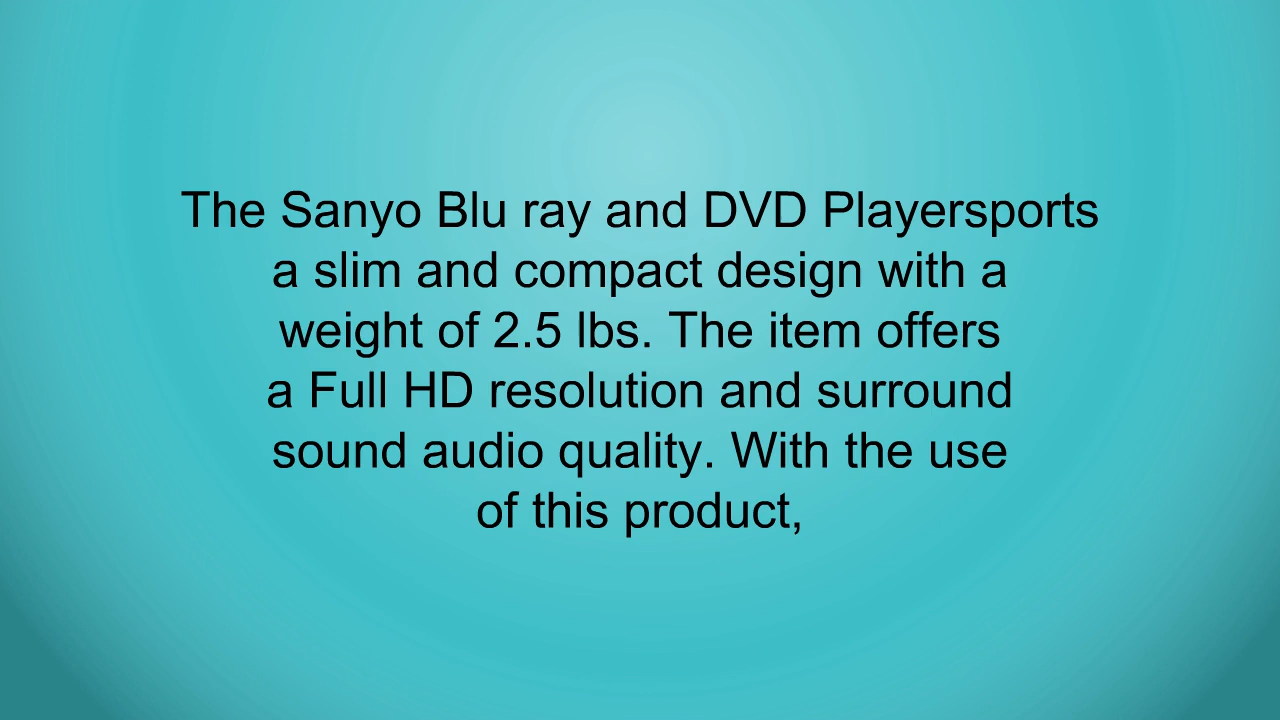 The Sanyo Blu ray and DVD Playersports
a slim and compact design with a
weight of 2.5 lbs. The item offers
a Full HD resolution and surround
sound audio quality. With the use
of this product,